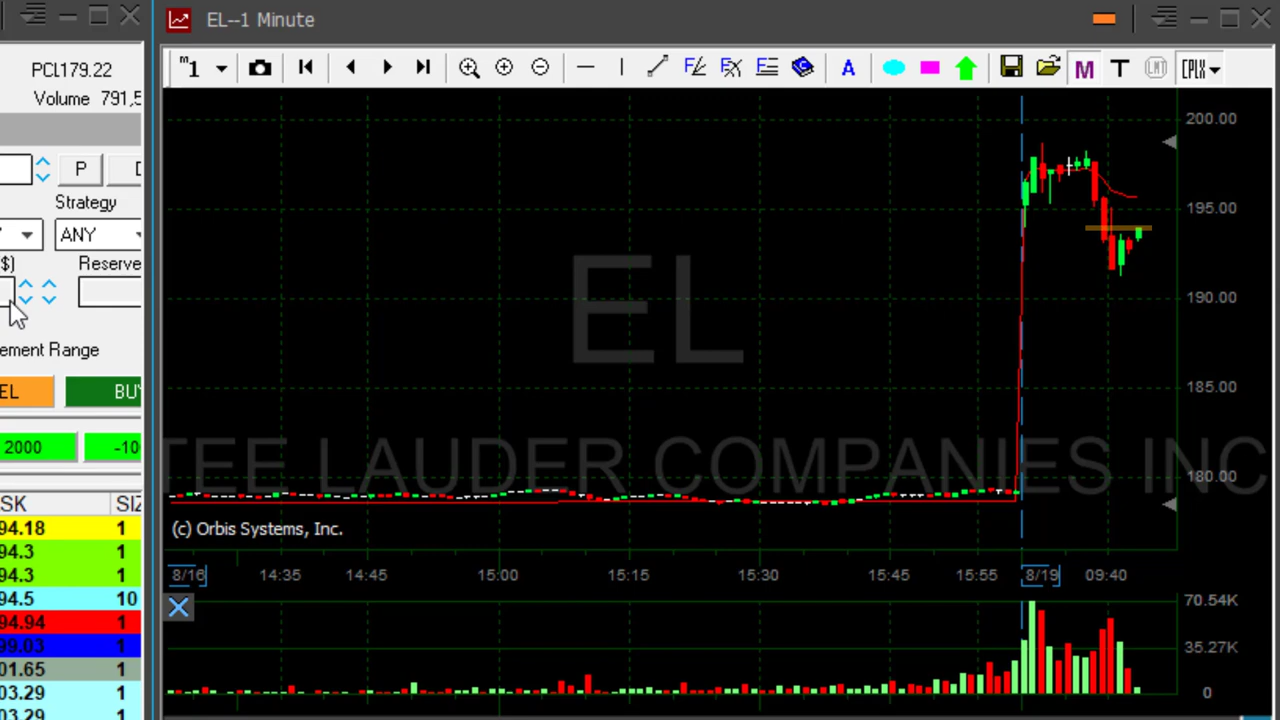 EL--1 Minute
PCL179.22
Volume 791,5
m1
A
M T CPLX
P
Strategy
ANY
$)
Reserve
ement Range
EL
BUY
2000
-10
SK SIZ
94.18 1
94.3 1
94.3 1
94.5 10
94.94 1
99.03 1
01.65 1
03.29 1
03.29 1
EL
TEE LAUDER COMPANIES INC
200.00
195.00
190.00
185.00
180.00
(c) Orbis Systems, Inc.
8/16 14:35 14:45 15:00 15:15 15:30 15:45 15:55 8/19 09:40
70.54K
35.27K
0